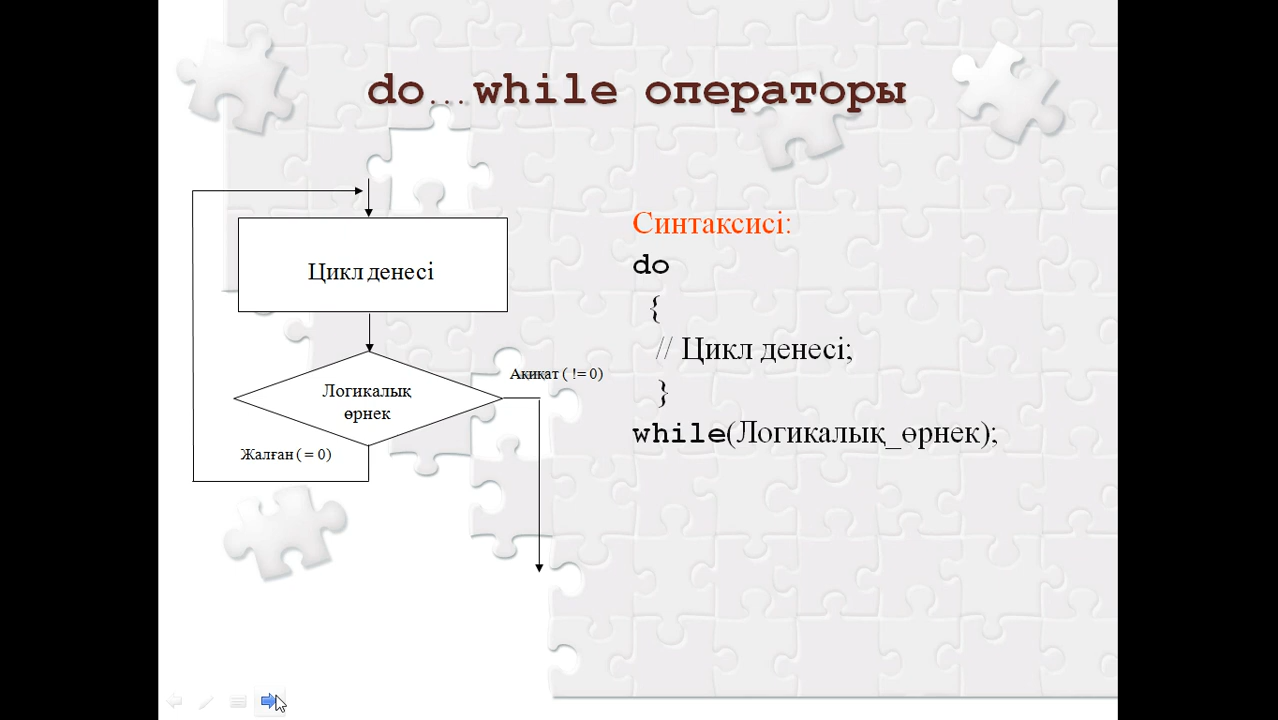 do...while операторы
Цикл денесі
Логикалық
өрнек
Ақиқат ( != 0)
Жалған ( = 0)
Синтаксисі:
do
{
// Цикл денесі;
}
while(Логикалық_өрнек);